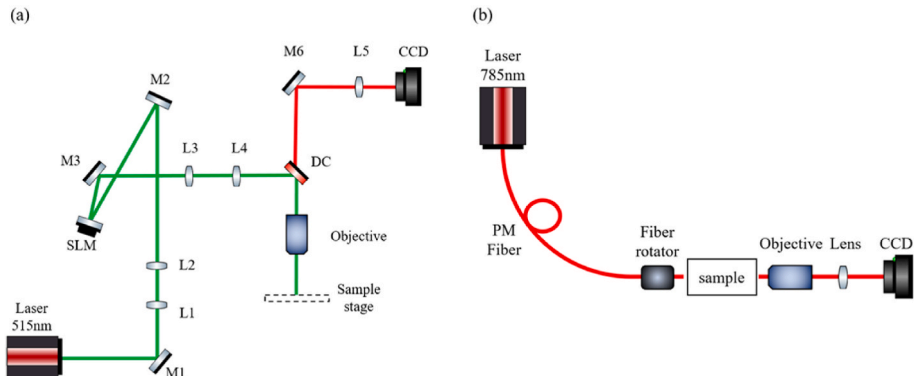 (a)
M6
L5
CCD
M2
M3
L3
L4
DC
SLM
Objective
L2
L1
Sample
stage
Laser
515nm
M1
(b)
Laser
785nm
PM
Fiber
Fiber
rotator
sample
Objective
Lens
CCD